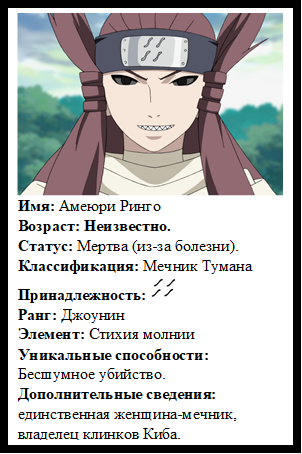 Имя: Амеюри Ринго
Возраст: Неизвестно.
Статус: Мертва (из-за болезни).
Классификация: Мечник Тумана
Принадлежность:
Ранг: Джоунин
Элемент: Стихия молнии
Уникальные способности:
Бесшумное убийство.
Дополнительные сведения:
единственная женщина-мечник,
владелец клинков Киба.